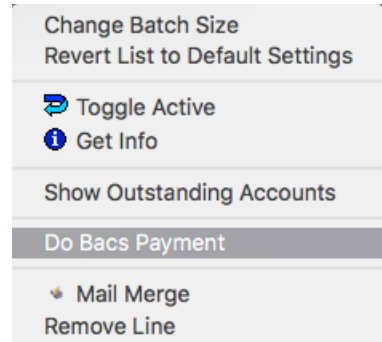 Change Batch Size
Revert List to Default Settings
Toggle Active
Get Info
Show Outstanding Accounts
Do Bacs Payment
Mail Merge
Remove Line